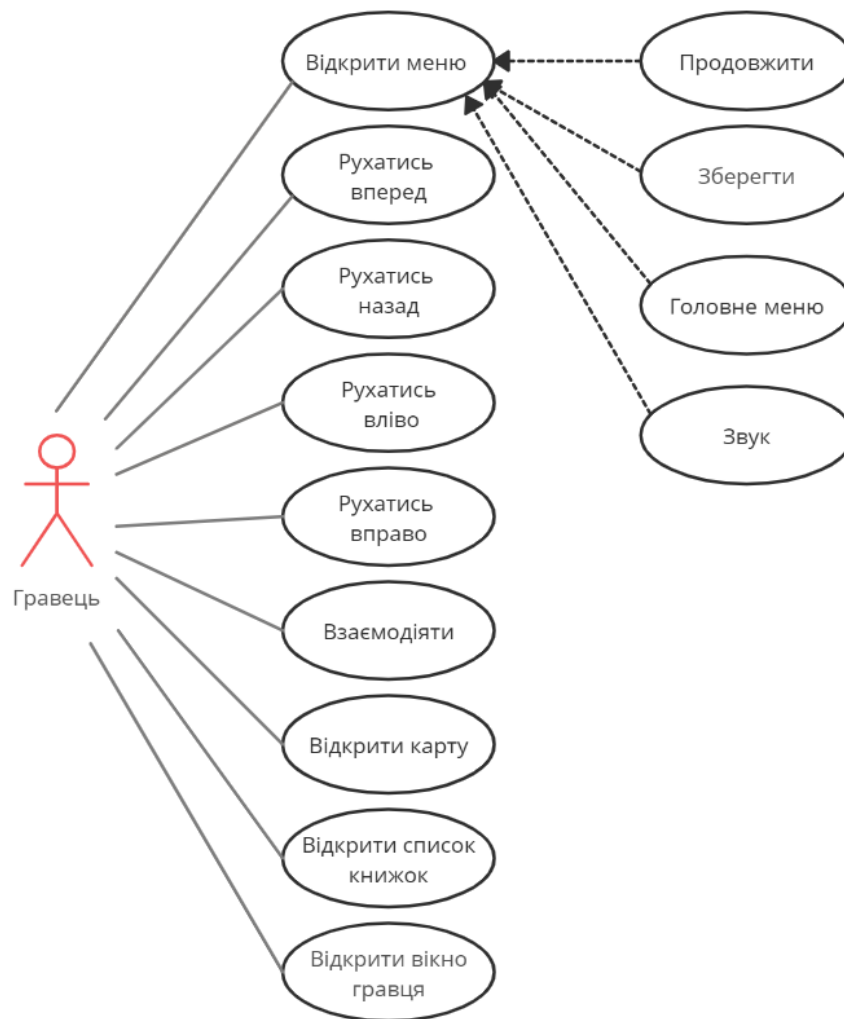 Відкрити меню
Продовжити
Рухатись
вперед
Зберегти
Рухатись
назад
Головне меню
Рухатись
вліво
Звук
Рухатись
вправо
Гравець
Взаємодіяти
Відкрити карту
Відкрити список
книжок
Відкрити вікно
гравця